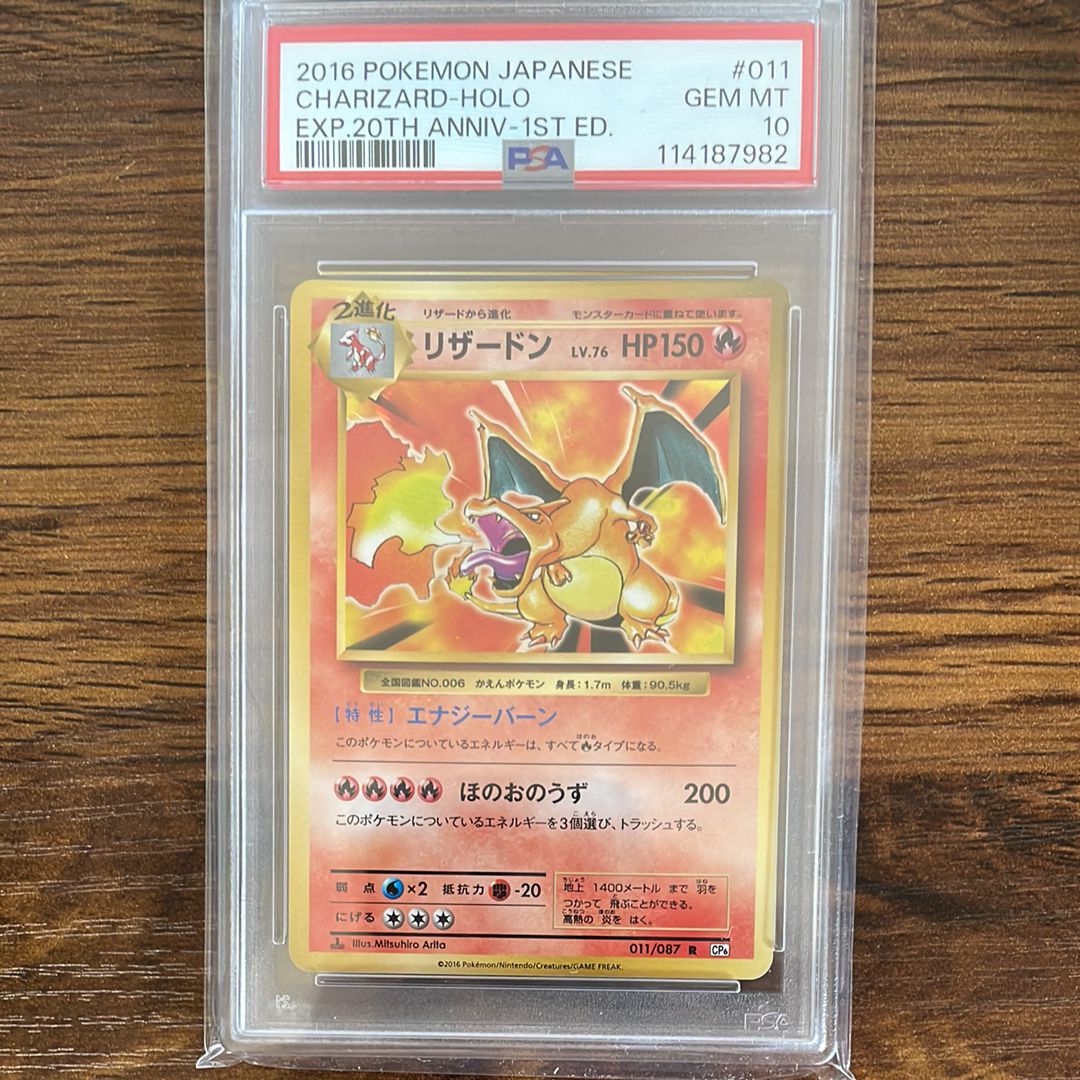 2016 POKEMON JAPANESE #011
CHARIZARD-HOLO GEM MT
EXP.20TH ANNIV-1ST ED. 10
PSA 114187982
2進化 リザードから進化 モンスターカードに重ねて使います。
リザードン LV.76 HP150
全国図鑑NO.006 かえんポケモン 身長:1.7m 体重:90.5kg
[特性] エナジーバーン
このポケモンについているエネルギーは、すべてタイプになる。
ほのおのうず 200
このポケモンについているエネルギーを3個選び、トラッシュする。
弱点 ×2 抵抗力 -20
にげる
地上 1400メートル まで 羽を
つかって 飛ぶことができる。
高熱の 炎を はく。
Illus.Mitsuhiro Arita 011/087 R CP6
©2016 Pokémon/Nintendo/Creatures/GAME FREAK.
PSA